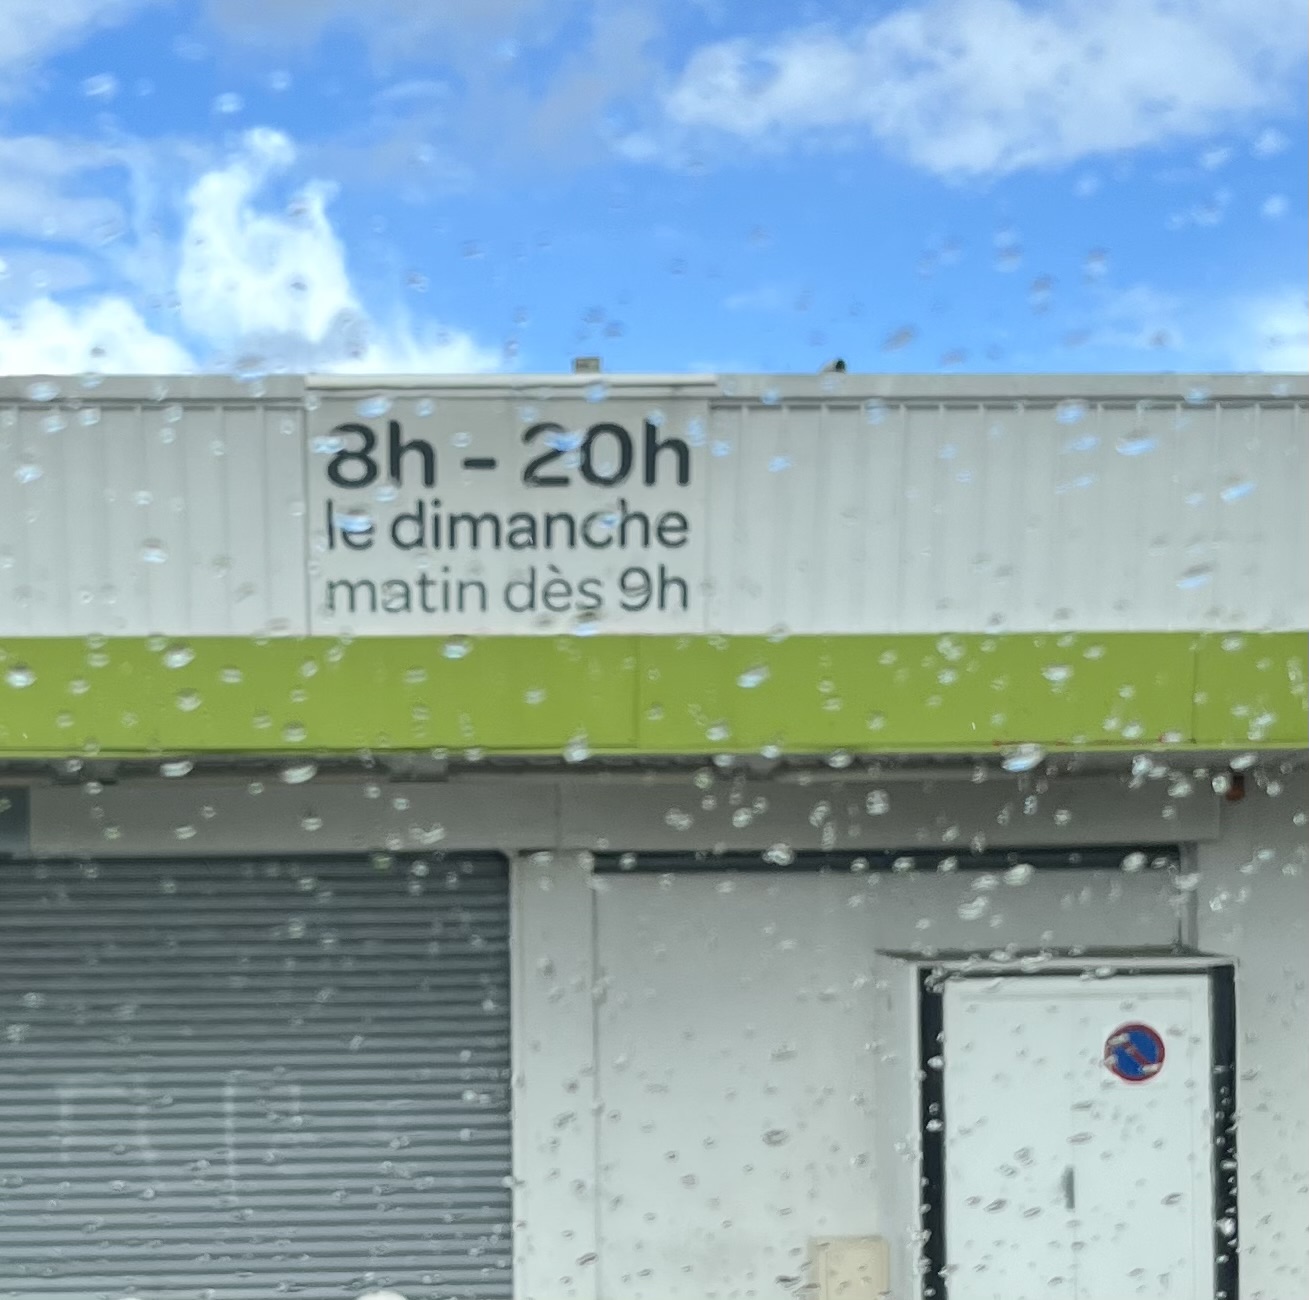 8h - 20h
le dimanche
matin dès 9h